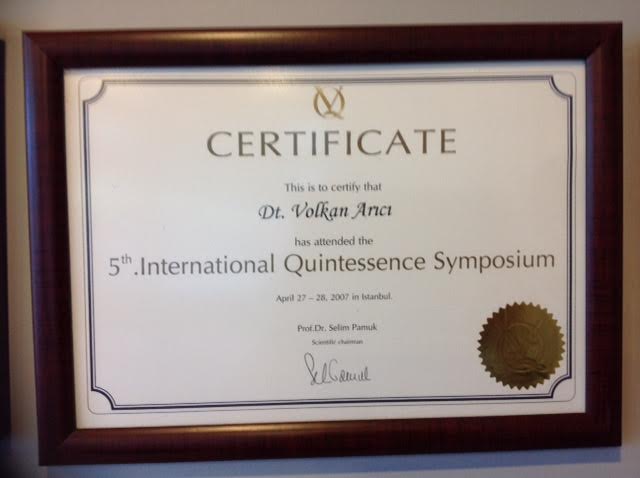 CERTIFICATE
This is to certify that
Dt. Volkan Arıcı
has attended the
5th.International Quintessence Symposium
April 27 – 28, 2007 in Istanbul.
Prof.Dr. Selim Pamuk
Scientific chairman